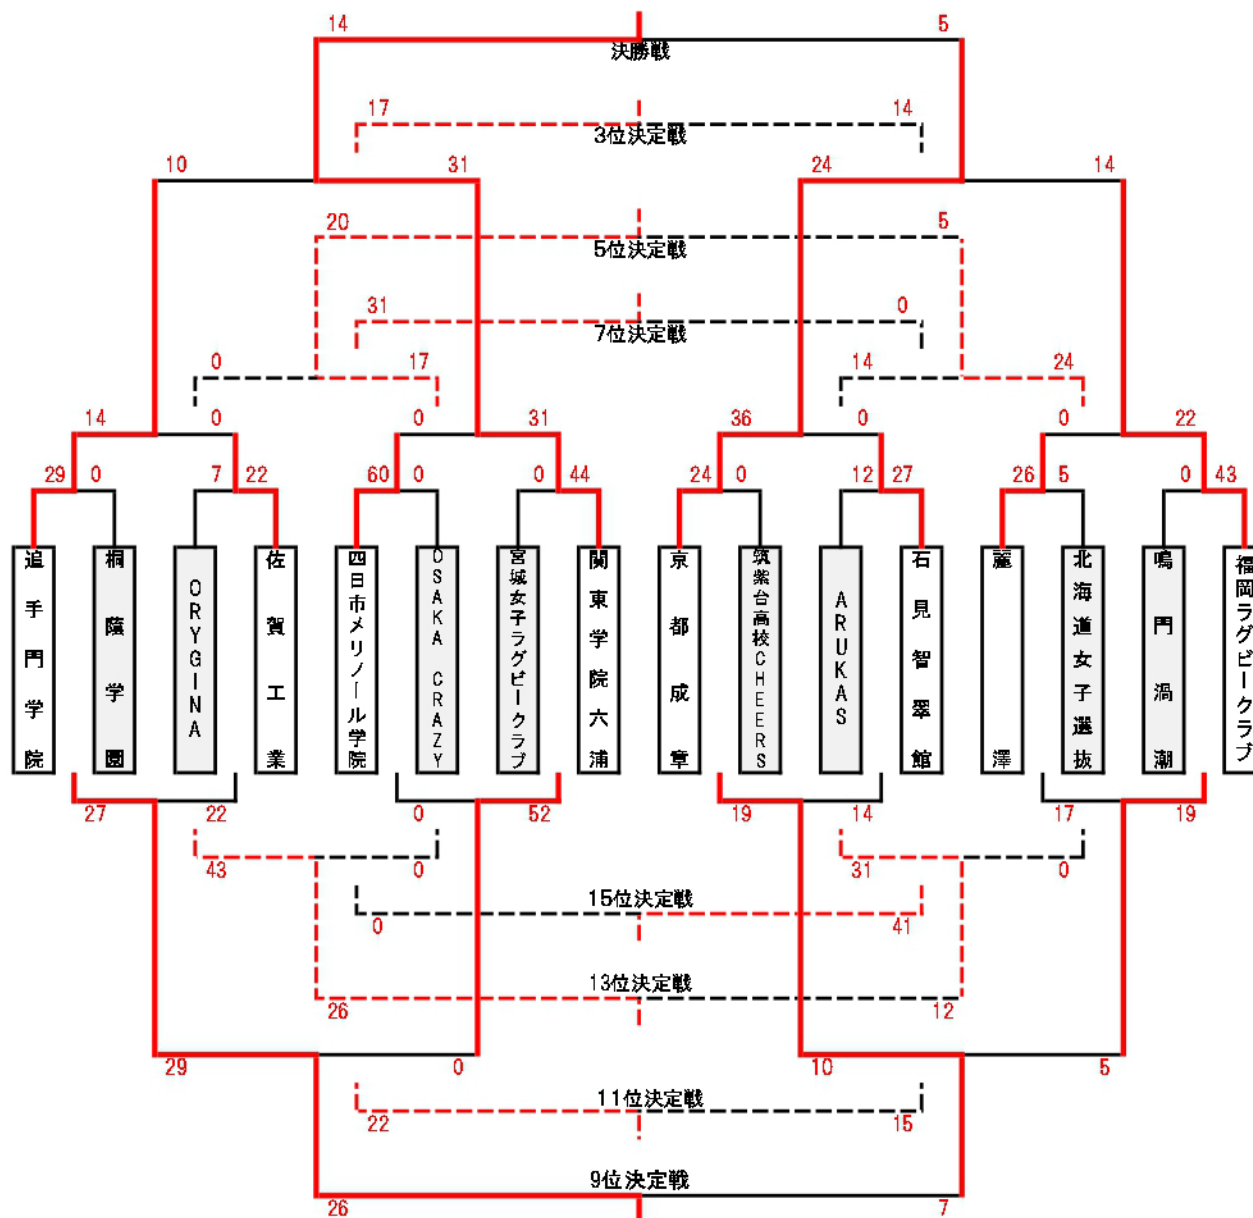 14 5
決勝戦
17 14
3位決定戦
10 31 24 14
20 5
5位決定戦
31 0
7位決定戦
0 17 14 24
14 0 0 31 36 0 0 22
29 0 7 22 60 0 0 44 24 0 12 27 26 5 0 43
追手門学院
桐蔭学園
ORYGINA
佐賀工業
四日市メリノール学院
OSAKA CRAZY
宮城女子ラグビークラブ
関東学院六浦
京都成章
筑紫台高校CHEERS
ARUKAS
石見智翠館
麗澤
北海道女子選抜
鳴門渦潮
福岡ラグビークラブ
27 22 0 52 19 14 17 19
43 0 31 0
15位決定戦
0 41
13位決定戦
26 12
29 0 10 5
11位決定戦
22 15
9位決定戦
26 7